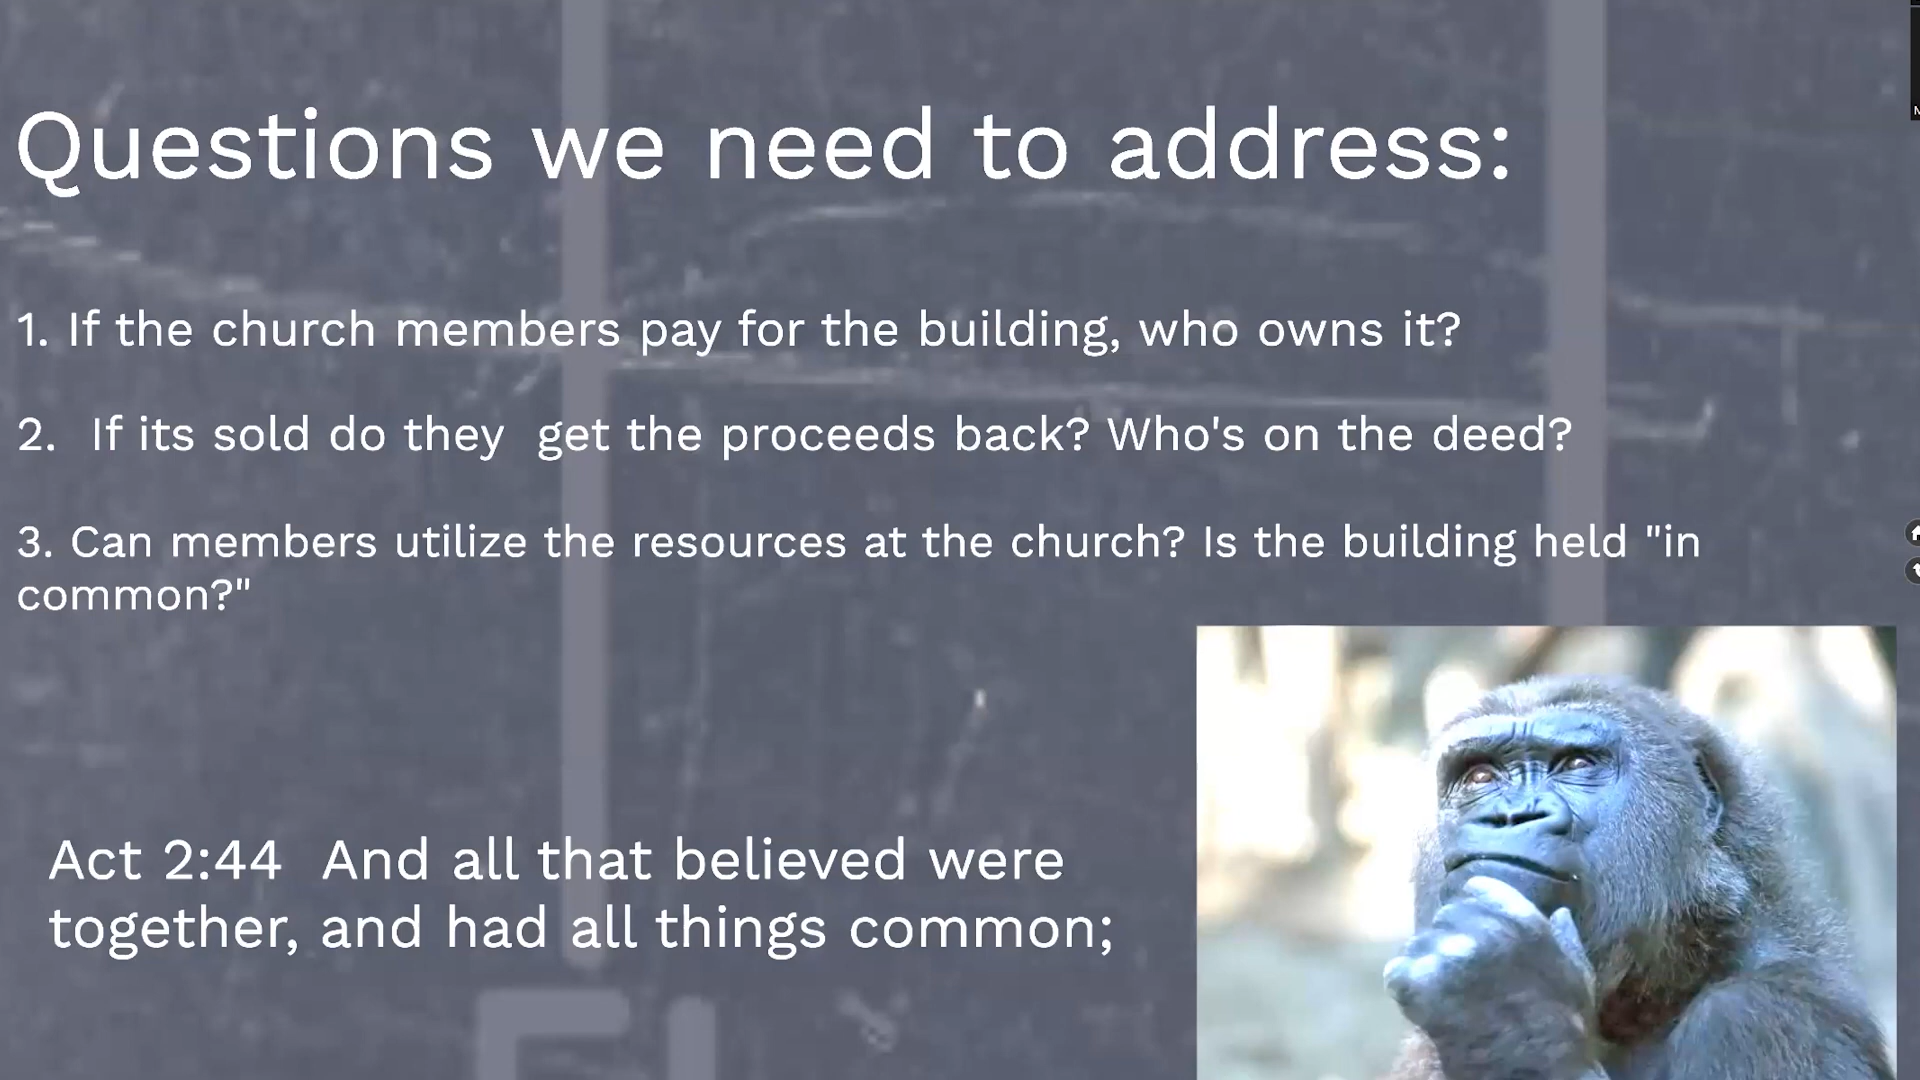 Questions we need to address:
1. If the church members pay for the building, who owns it?
2.  If its sold do they  get the proceeds back? Who's on the deed?
3. Can members utilize the resources at the church? Is the building held "in
common?"
Act 2:44  And all that believed were
together, and had all things common;